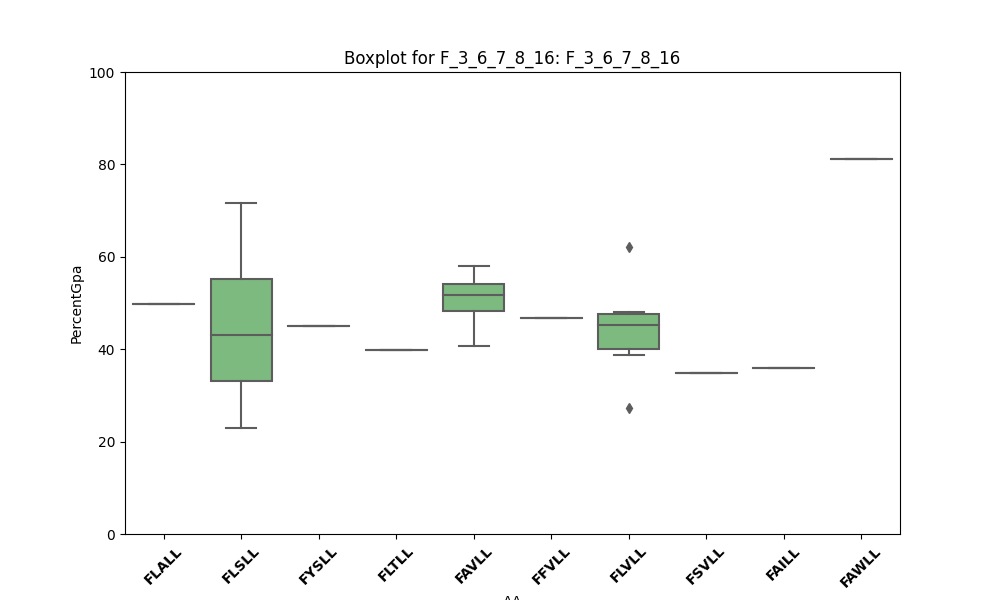 Boxplot for F_3_6_7_8_16: F_3_6_7_8_16
PercentGpa
100
80
60
40
20
0
FLALL
FLSLL
FYSLL
FLTLL
FAVLL
FFVLL
FLVLL
FSVLL
FAILL
FAWLL